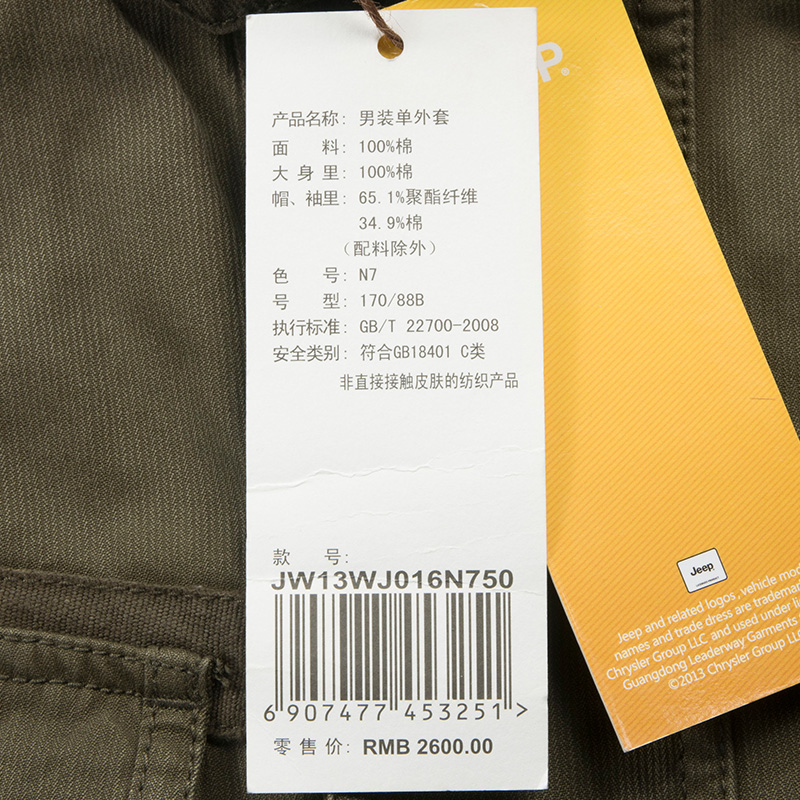 产品名称: 男装单外套
面 料: 100%棉
大 身 里: 100%棉
帽、袖里: 65.1%聚酯纤维
34.9%棉
（配料除外）
色 号: N7
号 型: 170/88B
执行标准: GB/T 22700-2008
安全类别: 符合GB18401 C类
非直接接触皮肤的纺织产品
款 号:
JW13WJ016N750
6 907477 453251 >
零 售 价: RMB 2600.00
P.
Jeep
Jeep and related logos, vehicle
names and trade dress are
Chrysler Group LLC and used under
Guangdong Leaderway Garments
©2013 Chrysler Group